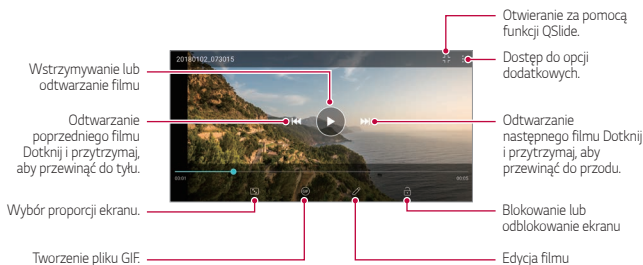 Otwieranie za pomocą
funkcji QSlide.
20180102_073015
Dostęp do opcji
dodatkowych.
Wstrzymywanie lub
odtwarzanie filmu
Odtwarzanie
poprzedniego filmu
Dotknij i przytrzymaj,
aby przewinąć do tyłu.
Odtwarzanie
następnego filmu Dotknij
i przytrzymaj, aby
przewinąć do przodu.
00:01
00:05
GIF
Wybór proporcji ekranu.
Blokowanie lub
odblokowanie ekranu
Tworzenie pliku GIF.
Edycja filmu